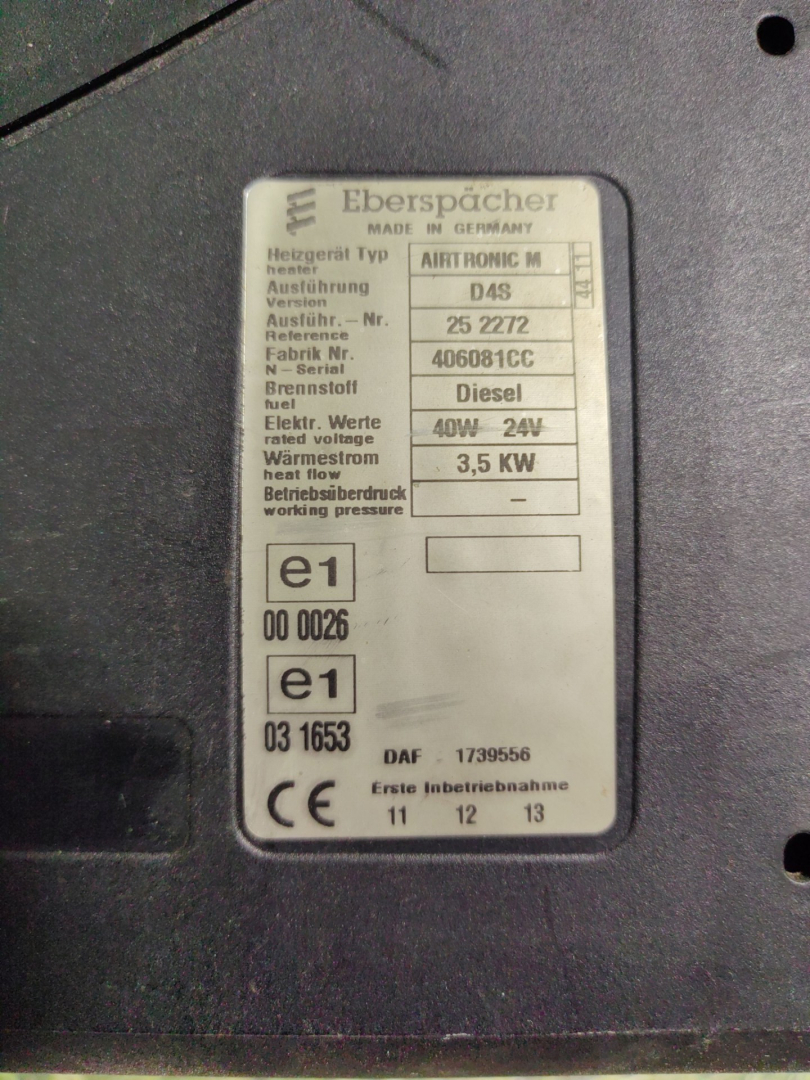 Eberspächer
MADE IN GERMANY
Heizgerät Typ AIRTRONIC M
heater
44 11
Ausführung D4S
Version
Ausführ.-Nr. 25 2272
Reference
Fabrik Nr. 406081CC
N-Serial
Brennstoff Diesel
fuel
Elektr. Werte 40W 24V
rated voltage
Wärmestrom 3,5 KW
heat flow
Betriebsüberdruck –
working pressure
e1
00 0026
e1
03 1653
DAF 1739556
Erste Inbetriebnahme
CE 11 12 13